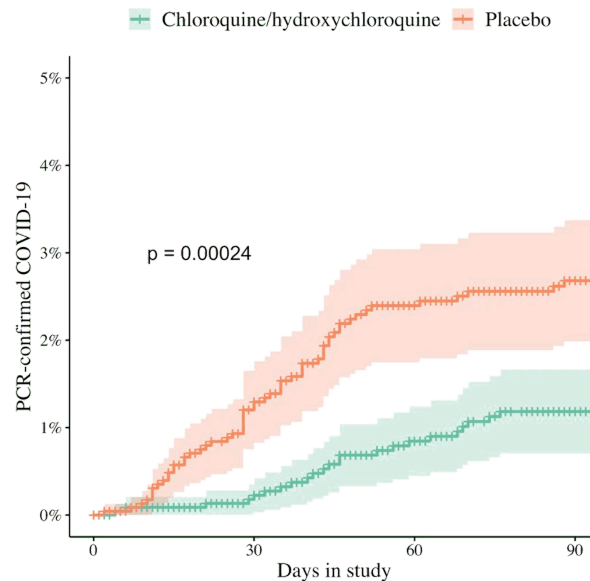 Chloroquine/hydroxychloroquine Placebo
5%
4%
3%
2%
1%
0%
PCR-confirmed COVID-19
p = 0.00024
0 30 60 90
Days in study